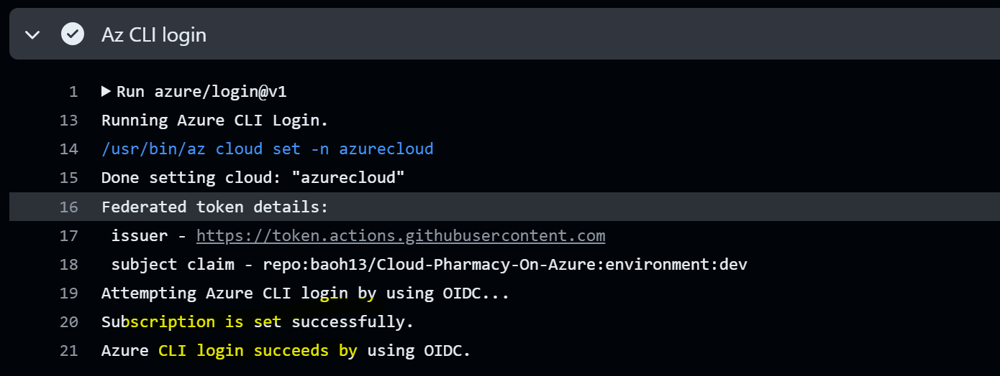 Az CLI login
1 Run azure/login@v1
13 Running Azure CLI Login.
14 /usr/bin/az cloud set -n azurecloud
15 Done setting cloud: "azurecloud"
16 Federated token details:
17 issuer - https://token.actions.githubusercontent.com
18 subject claim - repo:baoh13/Cloud-Pharmacy-On-Azure:environment:dev
19 Attempting Azure CLI login by using OIDC...
20 Subscription is set successfully.
21 Azure CLI login succeeds by using OIDC.